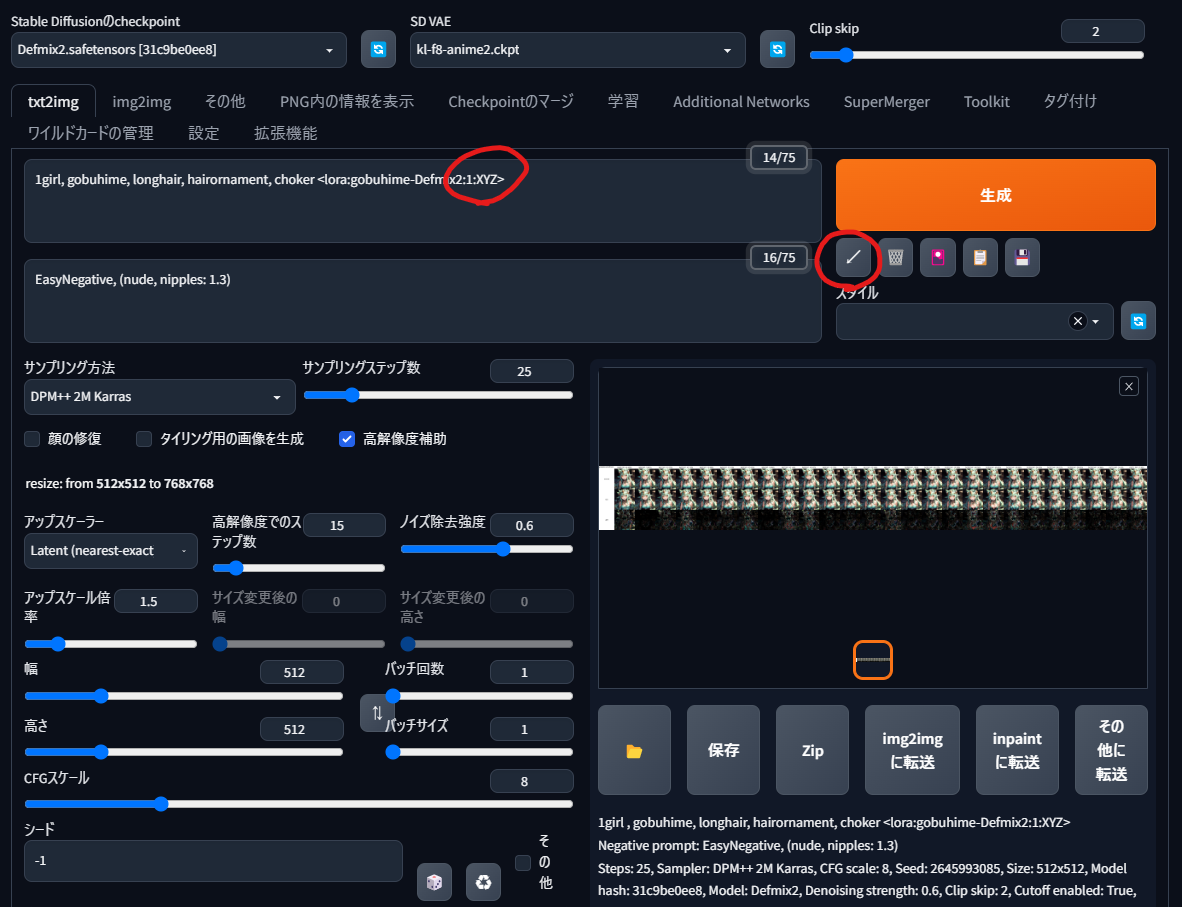 Stable Diffusionのcheckpoint
SD VAE
Clip skip
2
Defmix2.safetensors [31c9be0ee8]
kl-f8-anime2.ckpt
txt2img
img2img
その他
PNG内の情報を表示
Checkpointのマージ
学習
Additional Networks
SuperMerger
Toolkit
タグ付け
ワイルドカードの管理
設定
拡張機能
14/75
1girl, gobuhime, longhair, hairornament, choker <lora:gobuhime-Defmix2:1:XYZ>
生成
16/75
EasyNegative, (nude, nipples: 1.3)
スタイル
サンプリング方法
サンプリングステップ数
25
DPM++ 2M Karras
顔の修復
タイリング用の画像を生成
高解像度補助
resize: from 512x512 to 768x768
アップスケーラー
高解像度でのス
テップ数
15
ノイズ除去強度
0.6
Latent (nearest-exact
アップスケール倍
率
1.5
サイズ変更後の
幅
0
サイズ変更後の
高さ
0
幅
512
バッチ回数
1
高さ
512
バッチサイズ
1
CFGスケール
8
シード
-1
そ
の
他
保存
Zip
img2img
に転送
inpaint
に転送
その
他に
転送
1girl , gobuhime, longhair, hairornament, choker <lora:gobuhime-Defmix2:1:XYZ>
Negative prompt: EasyNegative, (nude, nipples: 1.3)
Steps: 25, Sampler: DPM++ 2M Karras, CFG scale: 8, Seed: 2645993085, Size: 512x512, Model
hash: 31c9be0ee8, Model: Defmix2, Denoising strength: 0.6, Clip skip: 2, Cutoff enabled: True,